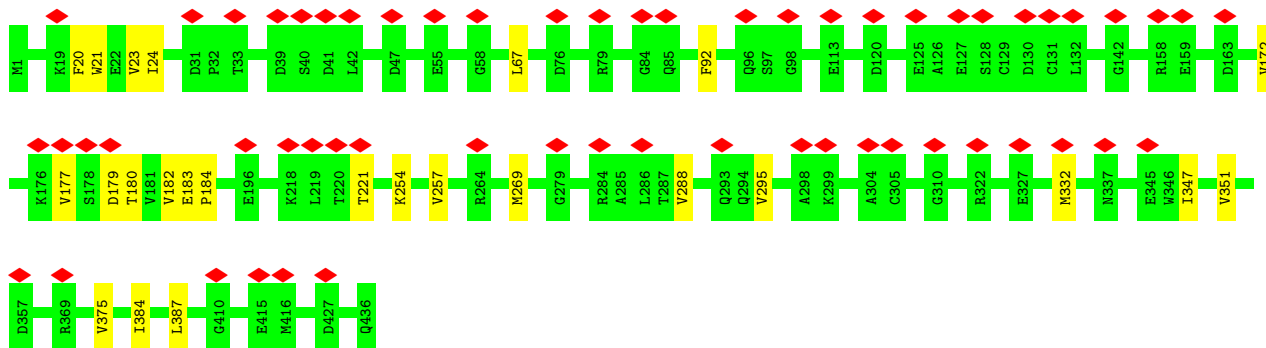 M1 K19 F20 W21 E22 V23 I24 D31 P32 T33 D39 S40 D41 L42 D47 E55 G58 L67 D76 R79 G84 Q85 F92 Q96 S97 G98 E113 D120 E125 A126 E127 S128 C129 D130 C131 L132 G142 R158 E159 D163 V172
K176 V177 S178 D179 T180 V181 V182 E183 P184 E196 K218 L219 T220 T221 K254 V257 R264 M269 G279 R284 A285 L286 T287 V288 Q293 Q294 V295 A298 K299 A304 C305 G310 R322 E327 M332 N337 E345 W346 I347 V351
D357 R369 V375 I384 L387 G410 E415 M416 D427 Q436